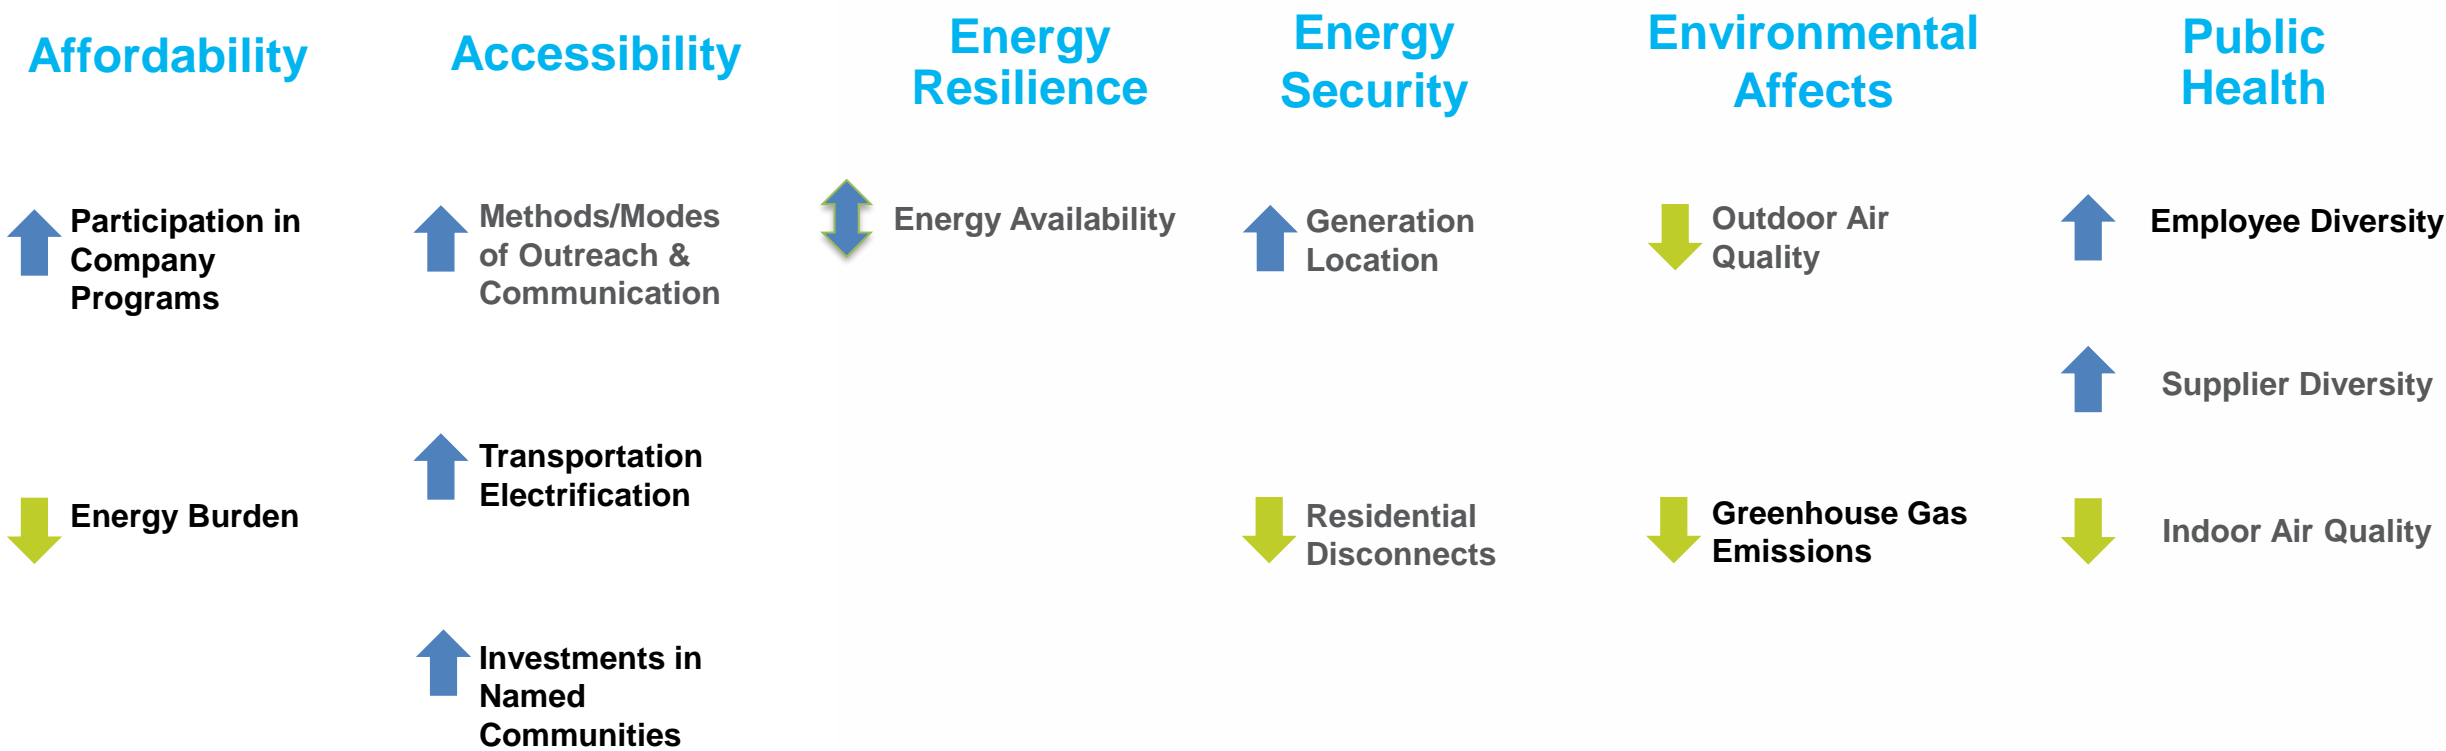 Affordability
Accessibility
Energy
Resilience
Energy
Security
Environmental
Affects
Public
Health
Participation in
Company
Programs
Methods/Modes
of Outreach &
Communication
Energy Availability
Generation
Location
Outdoor Air
Quality
Employee Diversity
Supplier Diversity
Energy Burden
Transportation
Electrification
Residential
Disconnects
Greenhouse Gas
Emissions
Indoor Air Quality
Investments in
Named
Communities